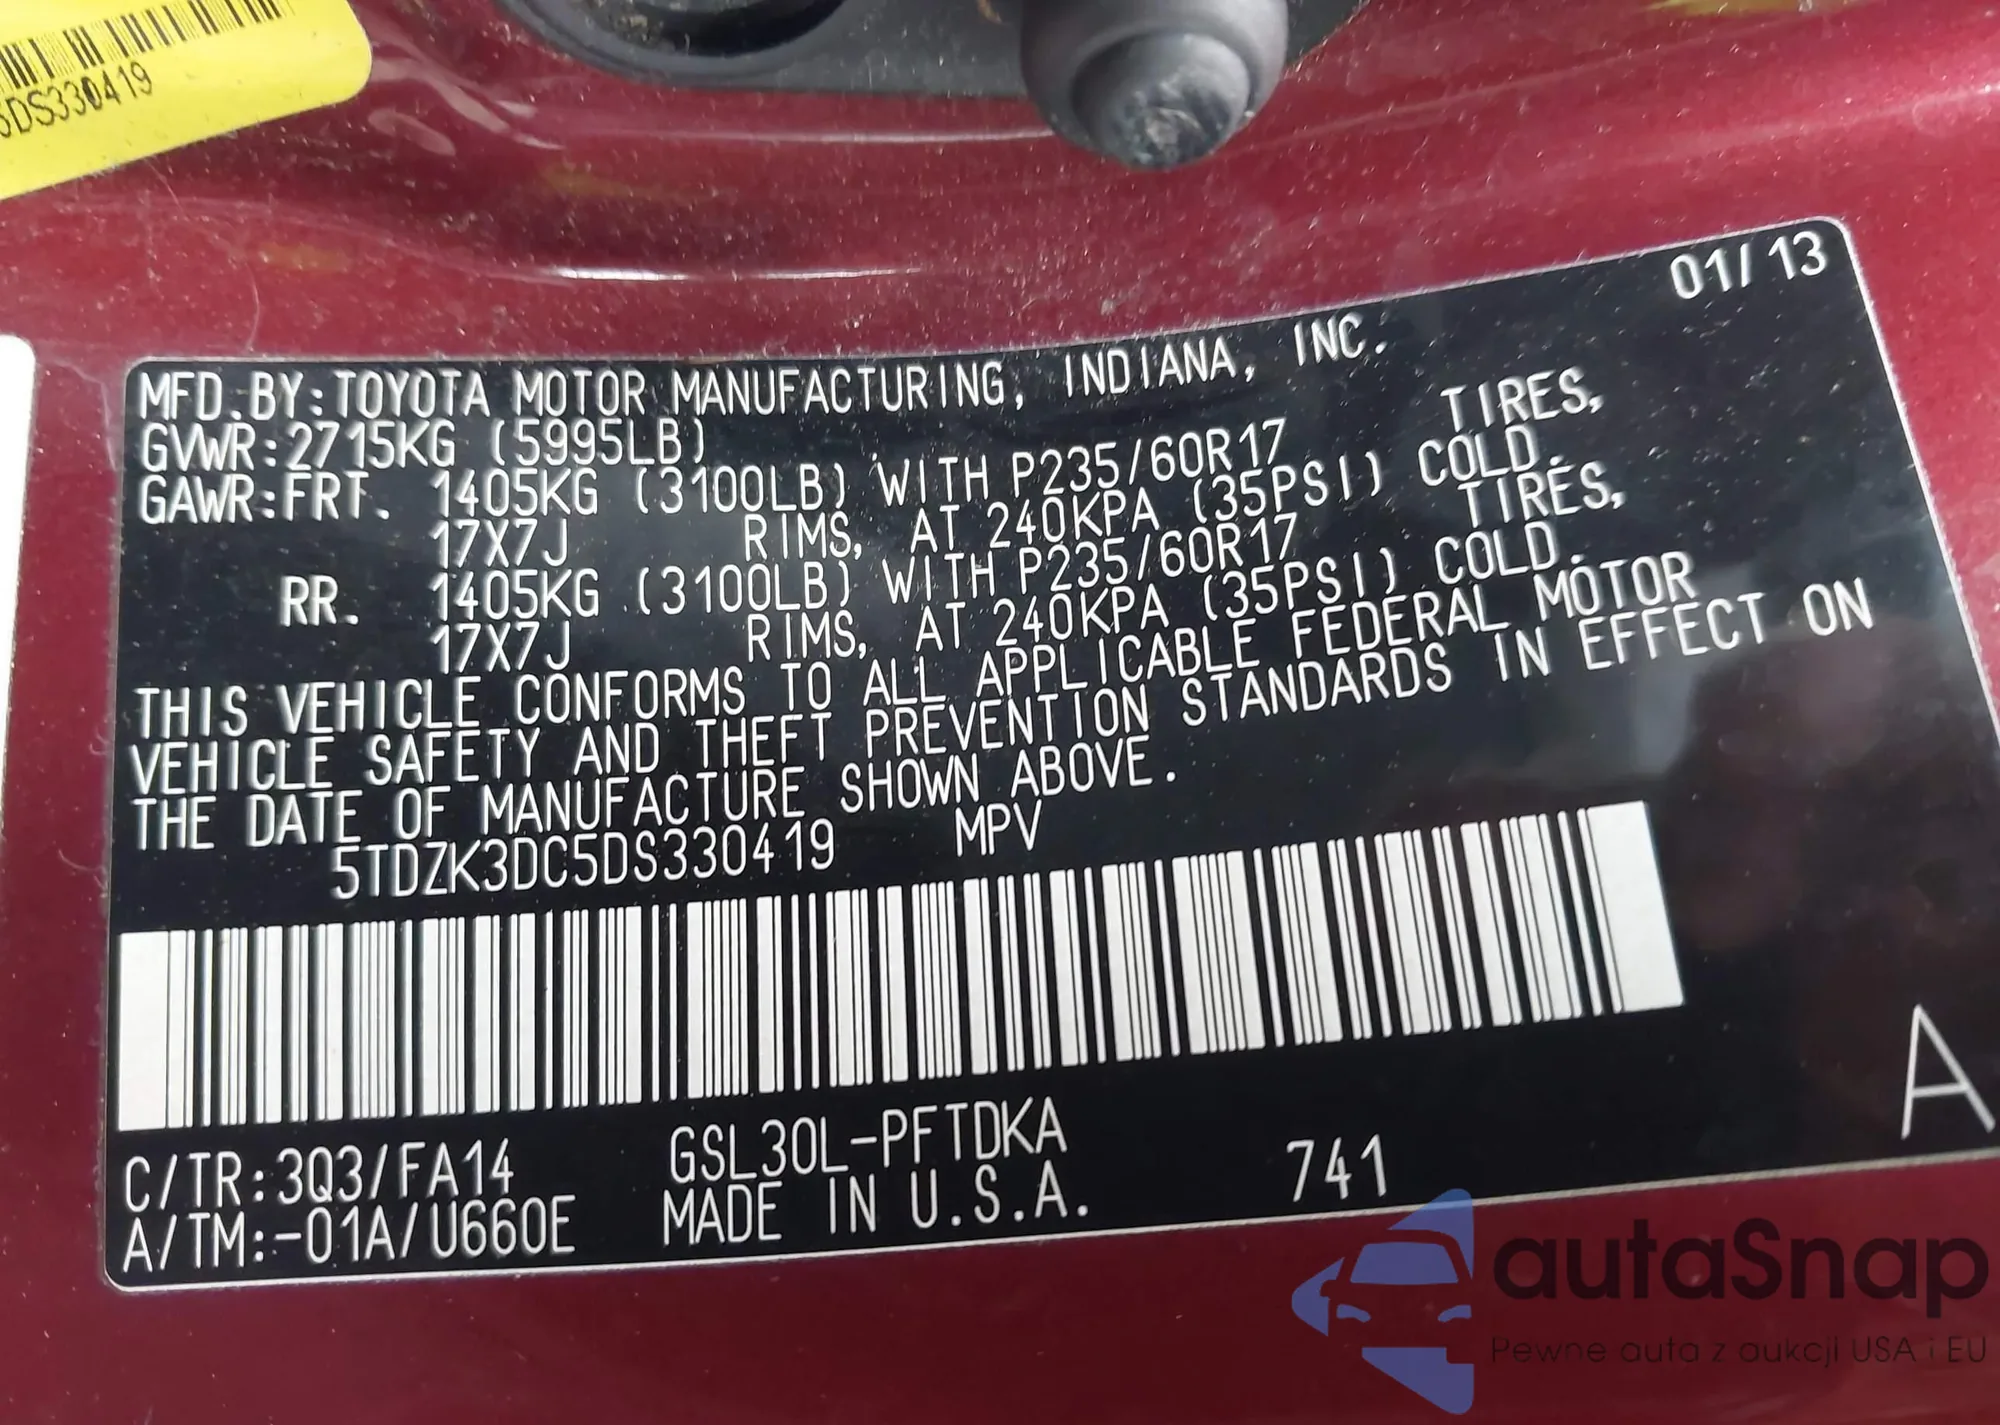 5DS330419
01/13
MFD.BY:TOYOTA MOTOR MANUFACTURING, INDIANA, INC.
GVWR:2715KG (5995LB)
GAWR:FRT. 1405KG (3100LB) WITH P235/60R17 TIRES,
17X7J RIMS, AT 240KPA (35PSI) COLD.
RR. 1405KG (3100LB) WITH P235/60R17 TIRES,
17X7J RIMS, AT 240KPA (35PSI) COLD.
THIS VEHICLE CONFORMS TO ALL APPLICABLE FEDERAL MOTOR
VEHICLE SAFETY AND THEFT PREVENTION STANDARDS IN EFFECT ON
THE DATE OF MANUFACTURE SHOWN ABOVE.
5TDZK3DC5DS330419 MPV
A
C/TR:3Q3/FA14 GSL30L-PFTDKA 741
A/TM:-01A/U660E MADE IN U.S.A.
autaSnap
Pewne auta z aukcji USA i EU